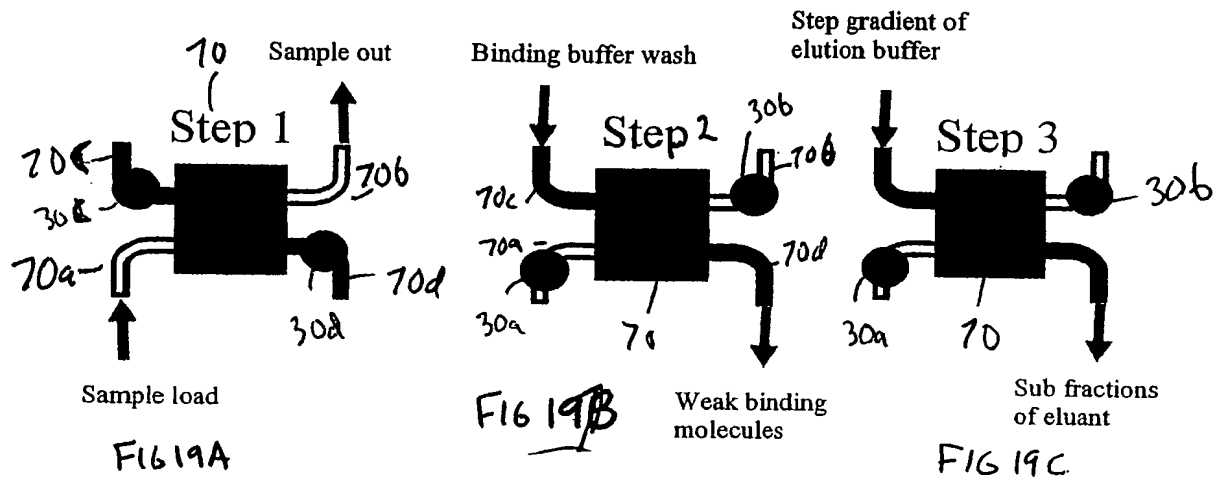 10
Sample out
Step 1
70c
30c
70b
70a
70d
30d
Sample load
FIG 19A
Binding buffer wash
Step 2
30b
70b
70c
70a
70d
30a
70
Weak binding
molecules
FIG 19B
Step gradient of
elution buffer
Step 3
30b
30a
10
Sub fractions
of eluant
FIG 19C